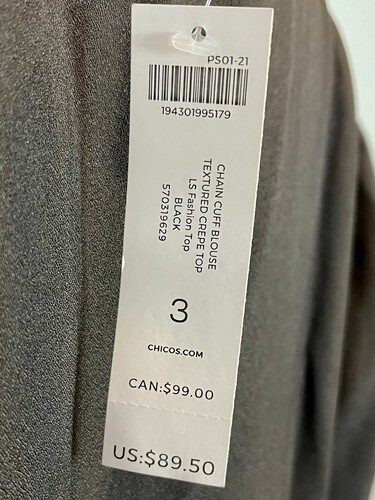 PS01-21
194301995179
CHAIN CUFF BLOUSE
TEXTURED CREPE TOP
LS Fashion Top
BLACK
570319629
3
CHICOS.COM
CAN:$99.00
US:$89.50